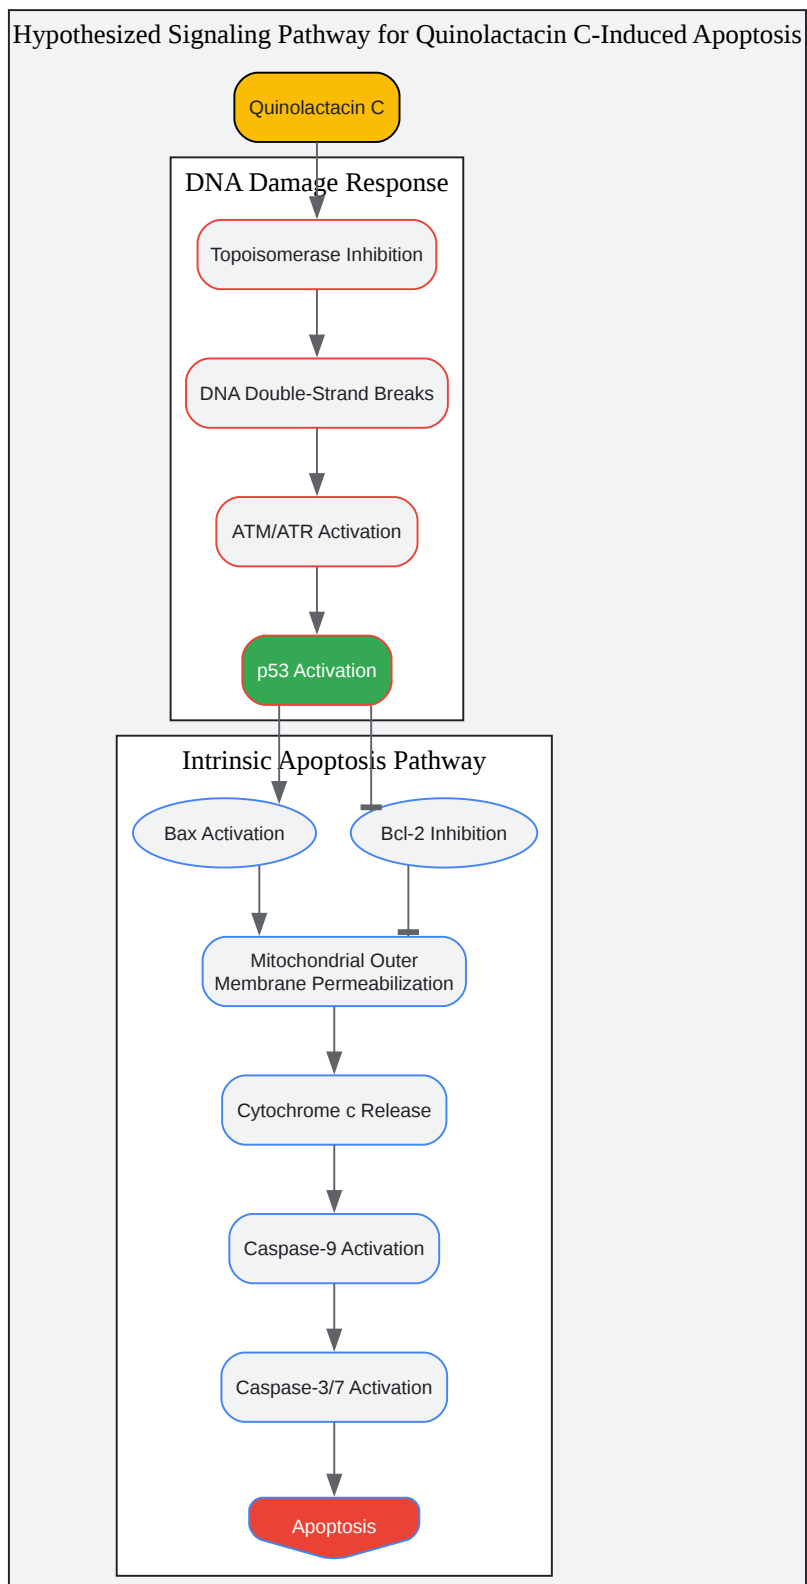 Hypothesized Signaling Pathway for Quinolactacin C-Induced Apoptosis
Quinolactacin C
DNA Damage Response
Topoisomerase Inhibition
DNA Double-Strand Breaks
ATM/ATR Activation
p53 Activation
Intrinsic Apoptosis Pathway
Bax Activation
Bcl-2 Inhibition
Mitochondrial Outer
Membrane Permeabilization
Cytochrome c Release
Caspase-9 Activation
Caspase-3/7 Activation
Apoptosis